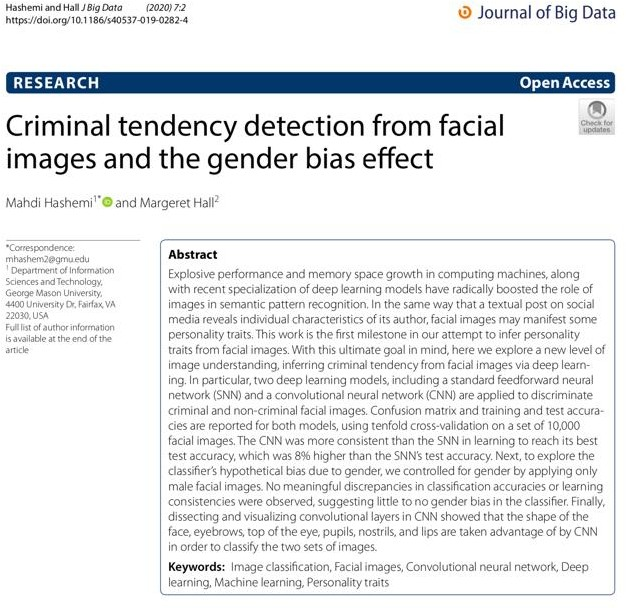 Hashemi and Hall J Big Data (2020) 7:2
https://doi.org/10.1186/s40537-019-0282-4
Journal of Big Data
RESEARCH
Open Access
Criminal tendency detection from facial
images and the gender bias effect
Check for
updates
Mahdi Hashemi1* and Margeret Hall2
*Correspondence:
mhashem2@gmu.edu
1 Department of Information
Sciences and Technology,
George Mason University,
4400 University Dr, Fairfax, VA
22030, USA
Full list of author information
is available at the end of the
article
Abstract
Explosive performance and memory space growth in computing machines, along
with recent specialization of deep learning models have radically boosted the role of
images in semantic pattern recognition. In the same way that a textual post on social
media reveals individual characteristics of its author, facial images may manifest some
personality traits. This work is the first milestone in our attempt to infer personality
traits from facial images. With this ultimate goal in mind, here we explore a new level of
image understanding, inferring criminal tendency from facial images via deep learn-
ing. In particular, two deep learning models, including a standard feedforward neural
network (SNN) and a convolutional neural network (CNN) are applied to discriminate
criminal and non-criminal facial images. Confusion matrix and training and test accura-
cies are reported for both models, using tenfold cross-validation on a set of 10,000
facial images. The CNN was more consistent than the SNN in learning to reach its best
test accuracy, which was 8% higher than the SNN's test accuracy. Next, to explore the
classifier's hypothetical bias due to gender, we controlled for gender by applying only
male facial images. No meaningful discrepancies in classification accuracies or learning
consistencies were observed, suggesting little to no gender bias in the classifier. Finally,
dissecting and visualizing convolutional layers in CNN showed that the shape of the
face, eyebrows, top of the eye, pupils, nostrils, and lips are taken advantage of by CNN
in order to classify the two sets of images.
Keywords: Image classification, Facial images, Convolutional neural network, Deep
learning, Machine learning, Personality traits